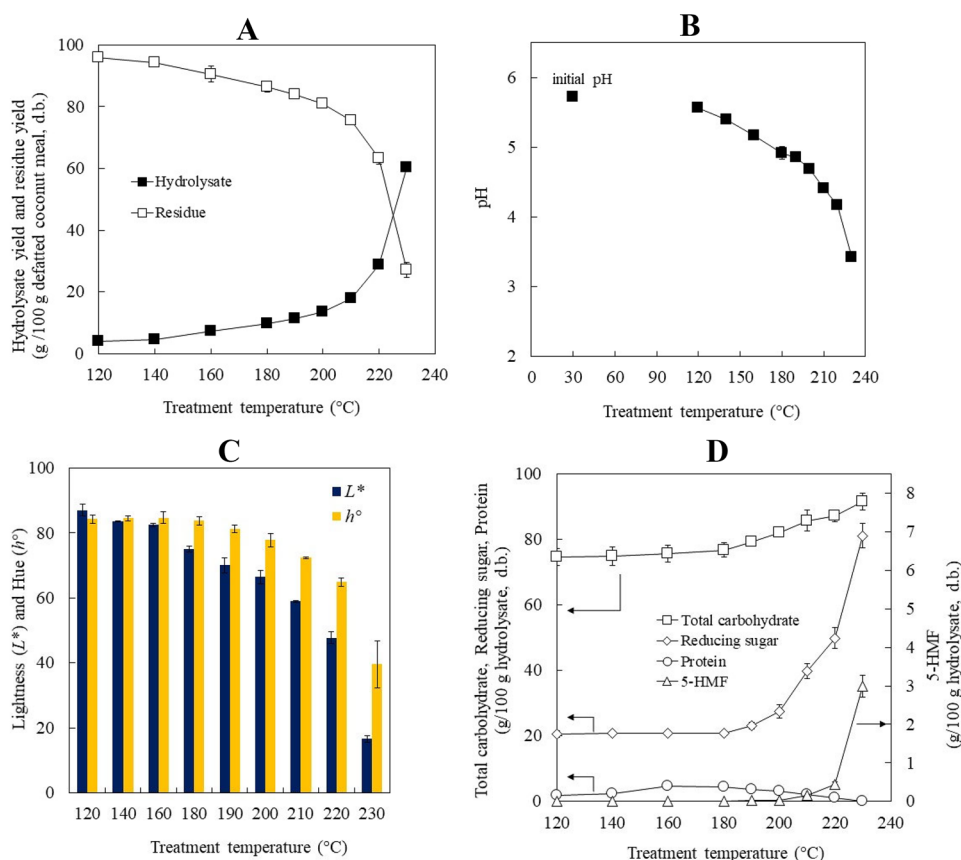 A
Hydrolysate yield and residue yield
(g /100 g defatted coconut meal, d.b.)
100
80
60
40
20
0
Hydrolysate
Residue
120 140 160 180 200 220 240
Treatment temperature (°C)
B
pH
6
5
4
3
2
initial pH
0 30 60 90 120 150 180 210 240
Treatment temperature (°C)
C
Lightness (L*) and Hue (h°)
100
80
60
40
20
0
L*
h°
120 140 160 180 190 200 210 220 230
Treatment temperature (°C)
D
Total carbohydrate, Reducing sugar, Protein
(g/100 g hydrolysate, d.b.)
100
80
60
40
20
0
Total carbohydrate
Reducing sugar
Protein
5-HMF
8
7
6
5
4
3
2
1
0
5-HMF
(g/100 g hydrolysate, d.b.)
120 140 160 180 200 220 240
Treatment temperature (°C)